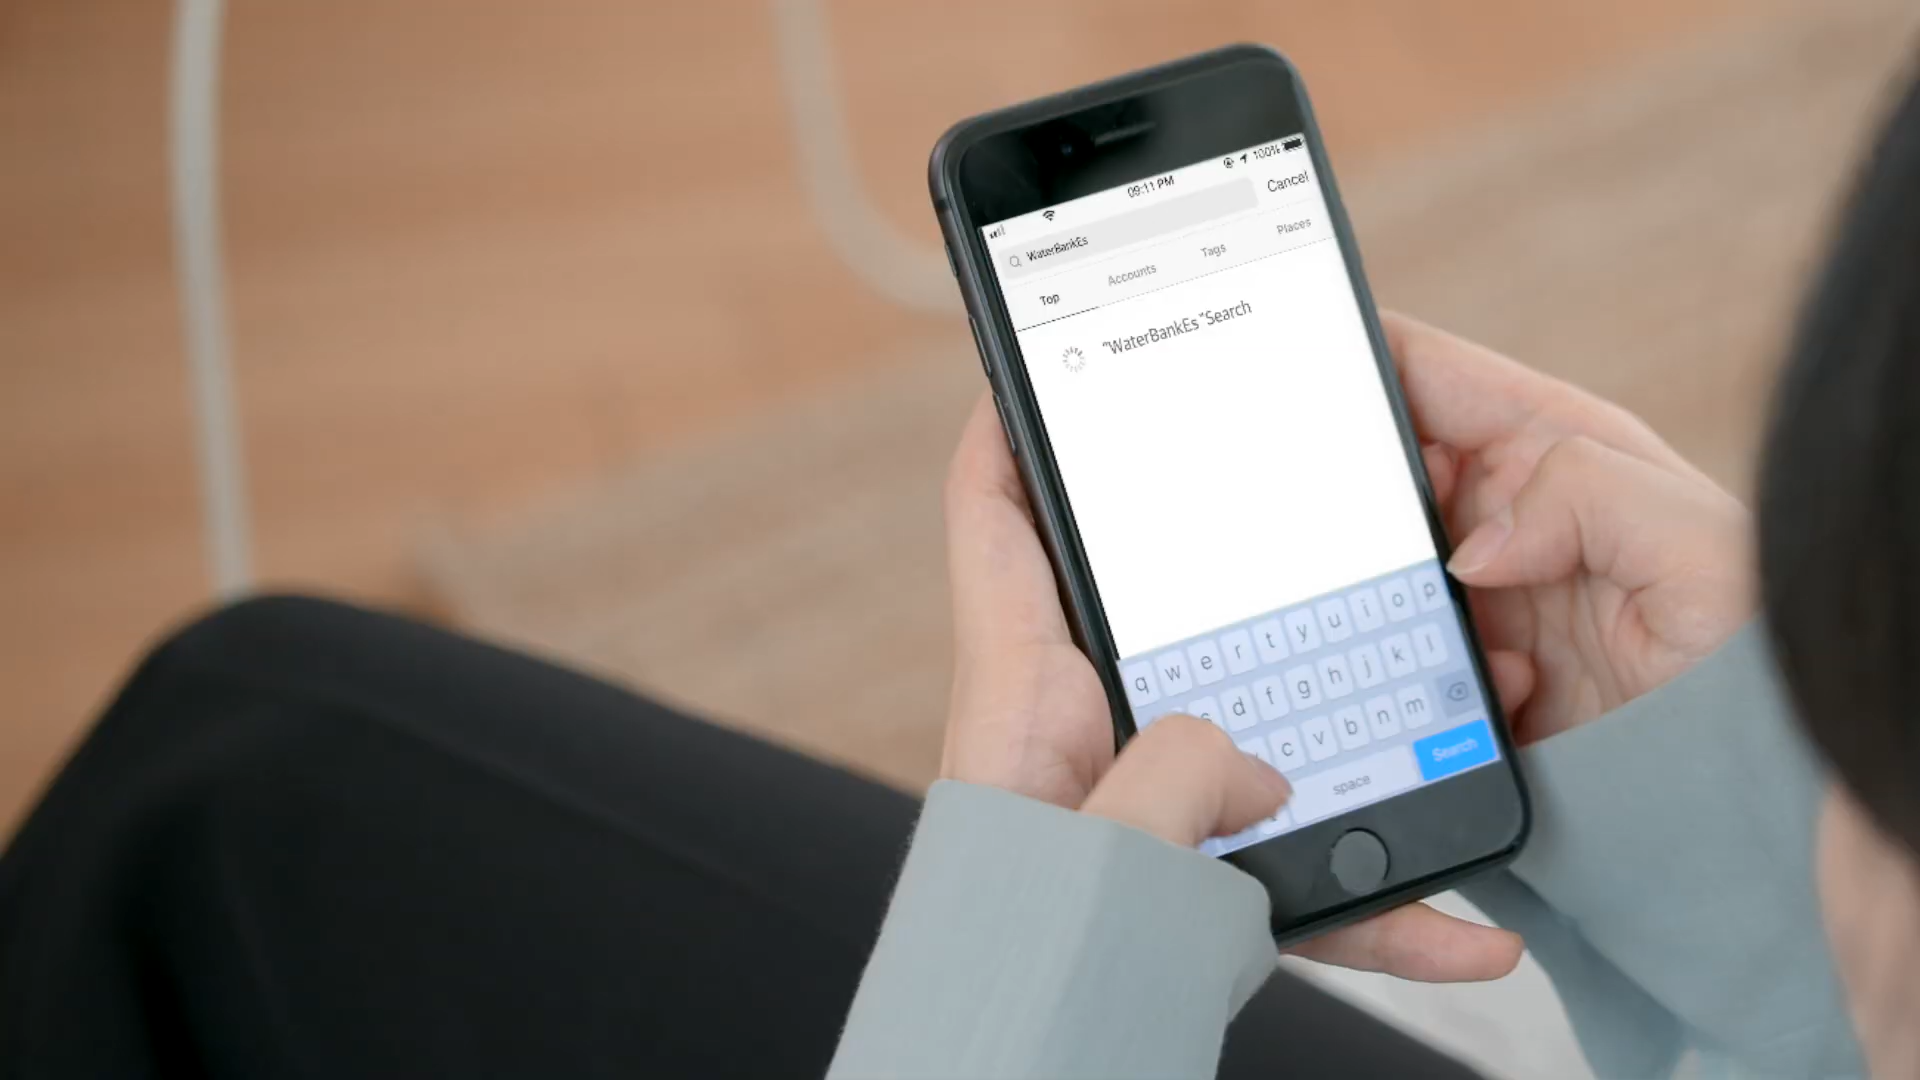 09:11 PM
100%
WaterBankEs
Cancel
Top
Accounts
Tags
Places
"WaterBankEs"Search
q w e r t y u i o p
s d f g h j k l
c v b n m
space
Search